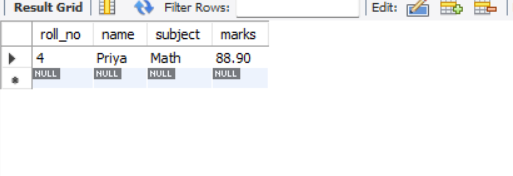 Result Grid Filter Rows: Edit:
roll_no name subject marks
4 Priya Math 88.90
NULL NULL NULL NULL